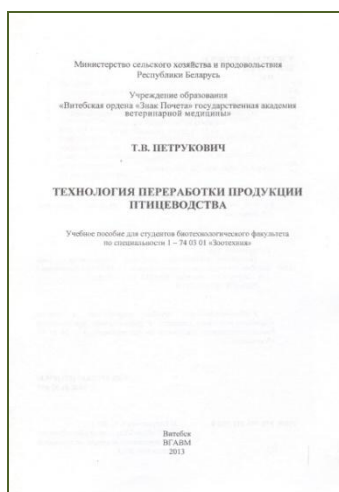 Министерство сельского хозяйства и продовольствия
Республики Беларусь
Учреждение образования
«Витебская ордена «Знак Почета» государственная академия
ветеринарной медицины»
Т.В. ПЕТРУКОВИЧ
ТЕХНОЛОГИЯ ПЕРЕРАБОТКИ ПРОДУКЦИИ
ПТИЦЕВОДСТВА
Учебное пособие для студентов биотехнологического факультета
по специальности 1 – 74 03 01 «Зоотехния»
Витебск
ВГАВМ
2013